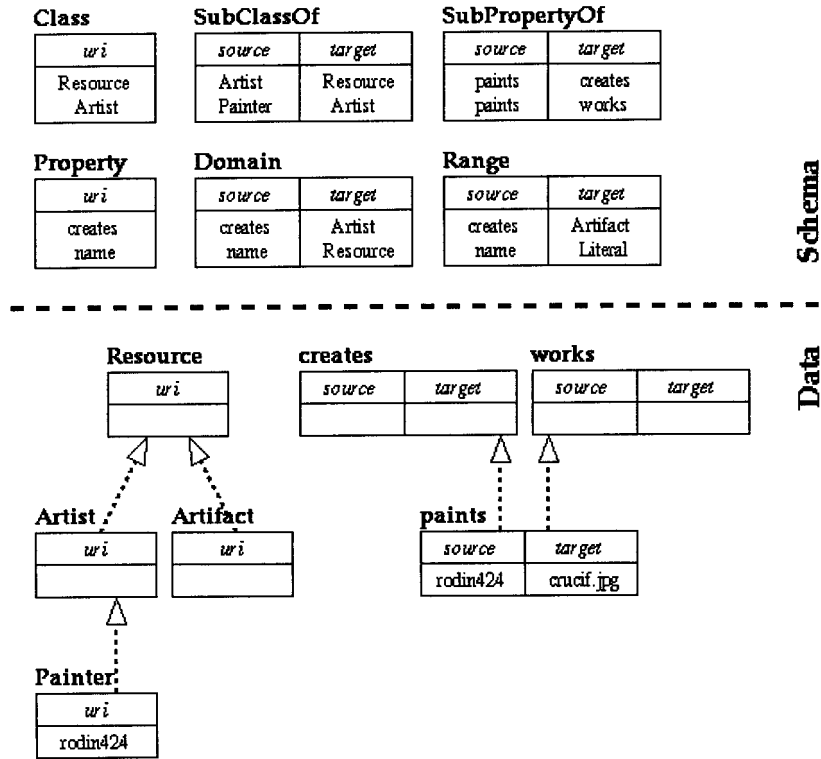 Class SubClassOf SubPropertyOf
uri source target source target
Resource Artist Resource paints creates
Artist Painter Artist paints works
Property Domain Range
uri source target source target
creates creates Artist creates Artifact
name name Resource name Literal
Schema
Data
Resource creates works
uri source target source target
Artist Artifact paints
uri uri source target
rodin424 crucif.jpg
Painter
uri
rodin424